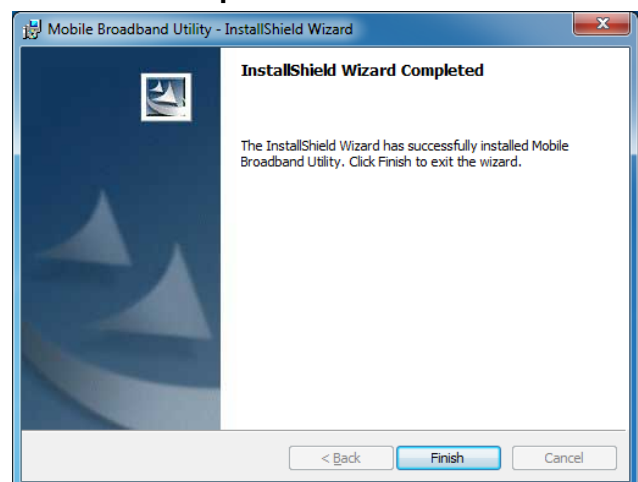 Mobile Broadband Utility - InstallShield Wizard
InstallShield Wizard Completed
The InstallShield Wizard has successfully installed Mobile
Broadband Utility. Click Finish to exit the wizard.
< Back
Finish
Cancel